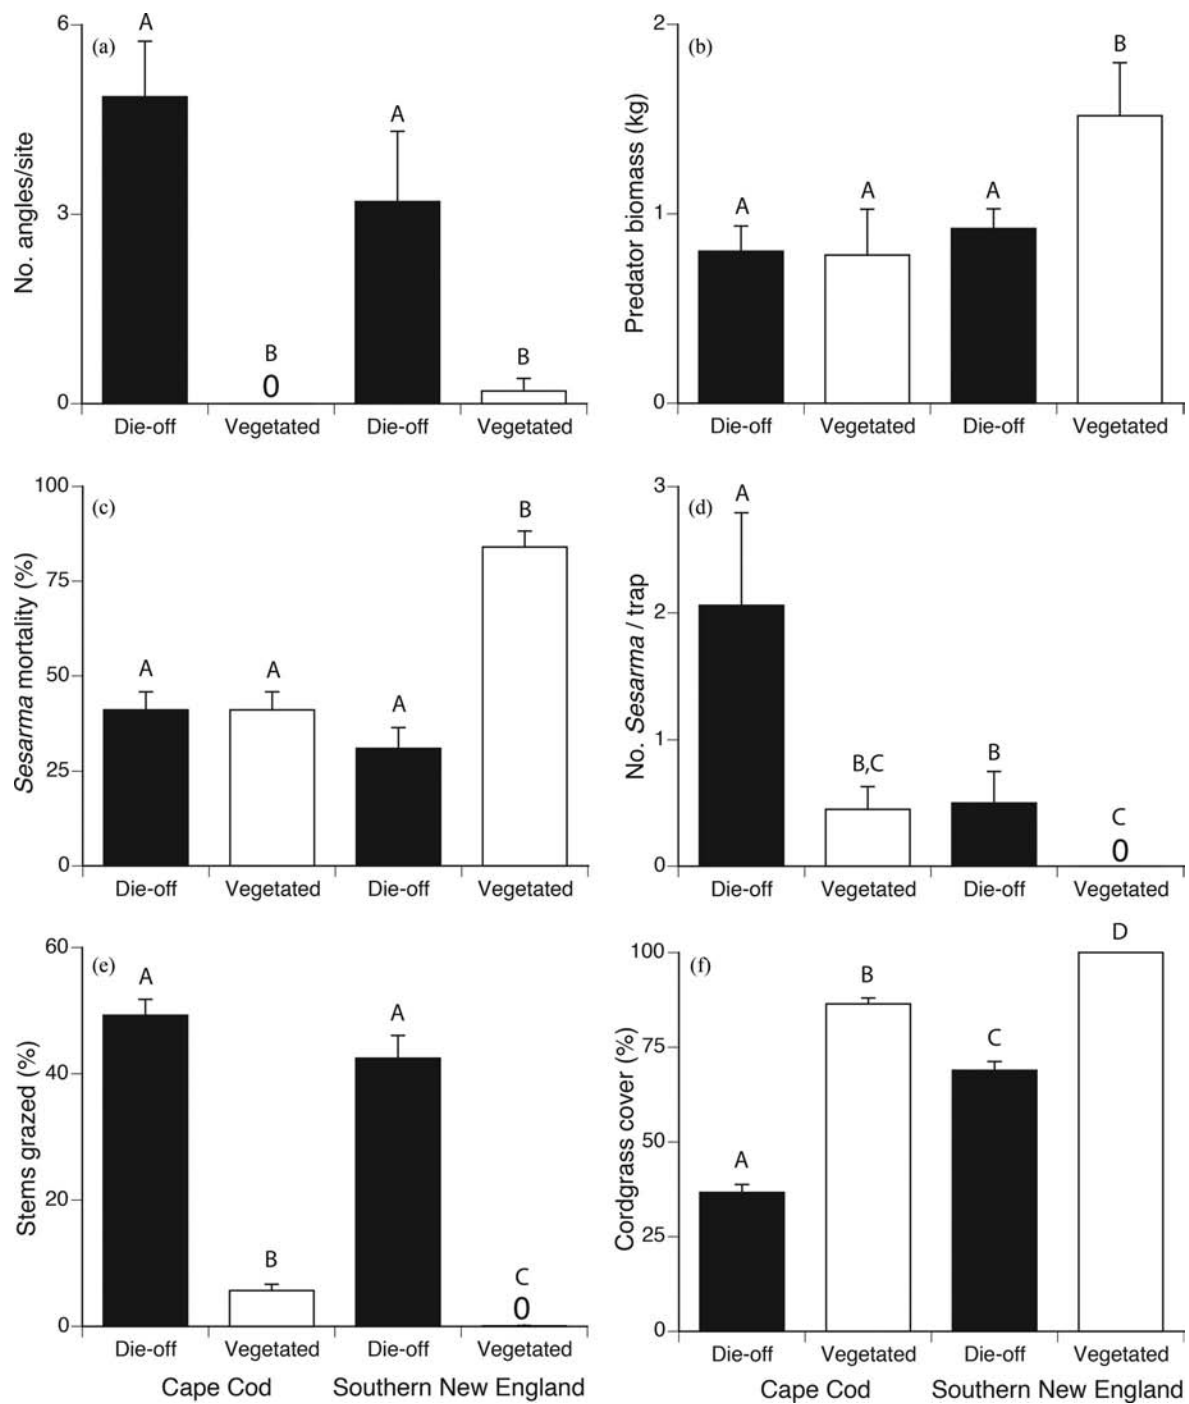 (a)
No. angles/site
6
3
0
A
B
0
A
B
Die-off Vegetated Die-off Vegetated
(b)
Predator biomass (kg)
2
1
0
A
A
A
B
Die-off Vegetated Die-off Vegetated
(c)
Sesarma mortality (%)
100
75
50
25
0
A
A
A
B
Die-off Vegetated Die-off Vegetated
(d)
No. Sesarma / trap
3
2
1
0
A
B,C
B
C
0
Die-off Vegetated Die-off Vegetated
(e)
Stems grazed (%)
60
40
20
0
A
B
A
C
0
Die-off Vegetated Die-off Vegetated
Cape Cod Southern New England
(f)
Cordgrass cover (%)
100
75
50
25
0
A
B
C
D
Die-off Vegetated Die-off Vegetated
Cape Cod Southern New England